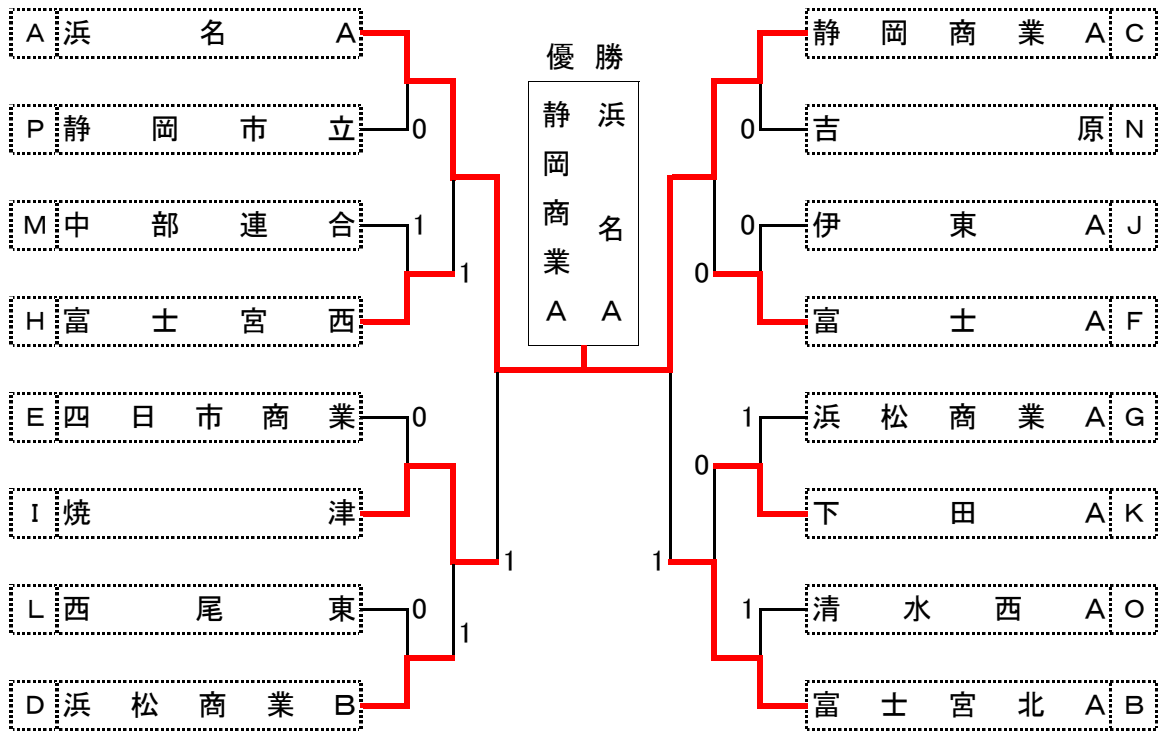 A 浜名A
P 静岡市立
0
M 中部連合
1
1
H 富士宮西
E 四日市商業
0
I 焼津
1
L 西尾東
0
1
D 浜松商業B
優勝
浜名A
静岡商業A
静岡商業A C
0
吉原 N
0
伊東A J
0
富士A F
1
浜松商業A G
0
下田A K
1
1
清水西A O
富士宮北A B